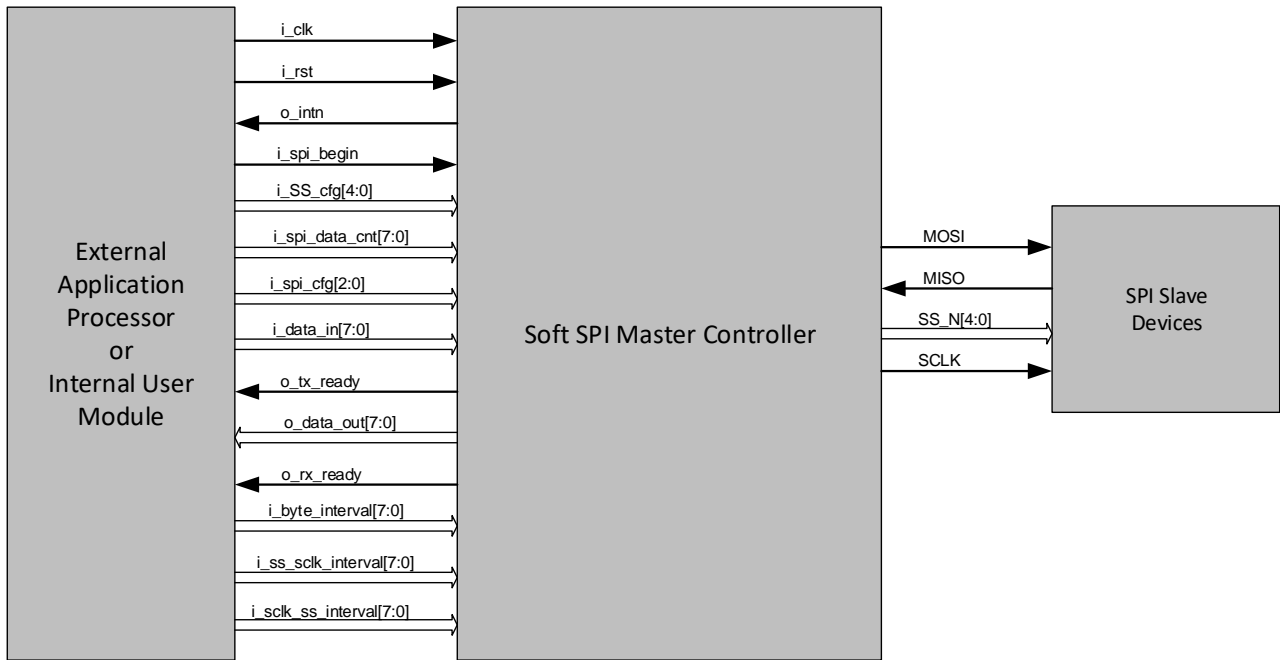 External
Application
Processor
or
Internal User
Module
i_clk
i_rst
o_intn
i_spi_begin
i_SS_cfg[4:0]
i_spi_data_cnt[7:0]
i_spi_cfg[2:0]
i_data_in[7:0]
o_tx_ready
o_data_out[7:0]
o_rx_ready
i_byte_interval[7:0]
i_ss_sclk_interval[7:0]
i_sclk_ss_interval[7:0]
Soft SPI Master Controller
MOSI
MISO
SS_N[4:0]
SCLK
SPI Slave
Devices